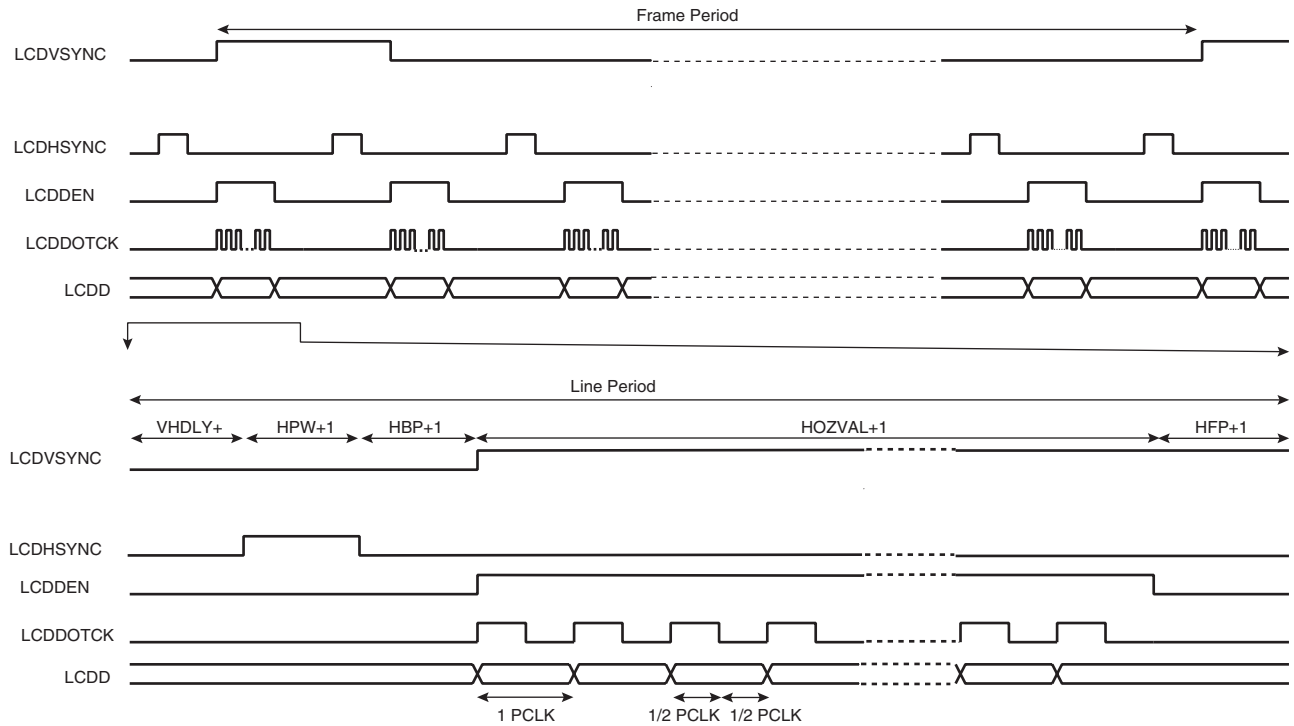 Frame Period
LCDVSYNC
LCDHSYNC
LCDDEN
LCDDOTCK
LCDD
Line Period
VHDLY+ HPW+1 HBP+1 HOZVAL+1 HFP+1
LCDVSYNC
LCDHSYNC
LCDDEN
LCDDOTCK
LCDD
1 PCLK 1/2 PCLK 1/2 PCLK